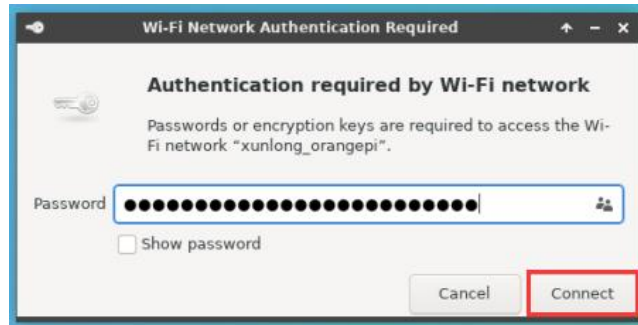 Wi-Fi Network Authentication Required
Authentication required by Wi-Fi network
Passwords or encryption keys are required to access the Wi-
Fi network “xunlong_orangepi”.
Password ●●●●●●●●●●●●●●●●●●●●●●●●●
Show password
Cancel Connect